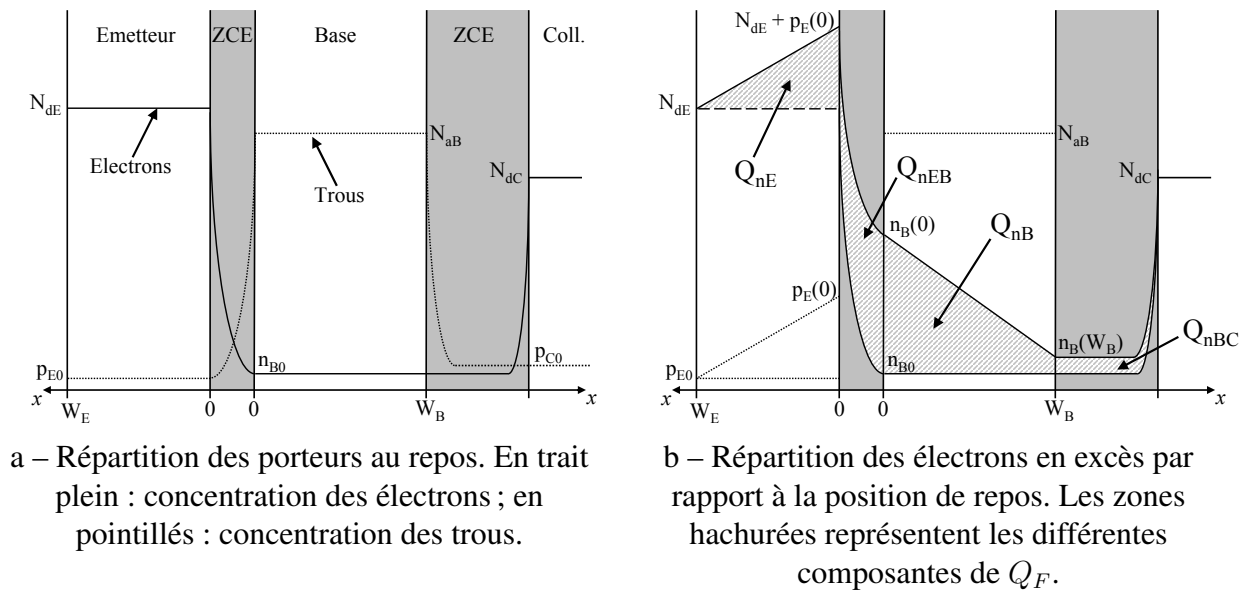 Emetteur ZCE Base ZCE Coll.
N_dE
Electrons
Trous
N_aB
N_dC
p_E0
n_B0
p_C0
x W_E 0 0 W_B x
a – Répartition des porteurs au repos. En trait
plein : concentration des électrons ; en
pointillés : concentration des trous.
N_dE + p_E(0)
N_dE
Q_nE
Q_nEB
N_aB
N_dC
n_B(0)
Q_nB
p_E(0)
n_B(W_B)
Q_nBC
p_E0
n_B0
x W_E 0 0 W_B x
b – Répartition des électrons en excès par
rapport à la position de repos. Les zones
hachurées représentent les différentes
composantes de Q_F.